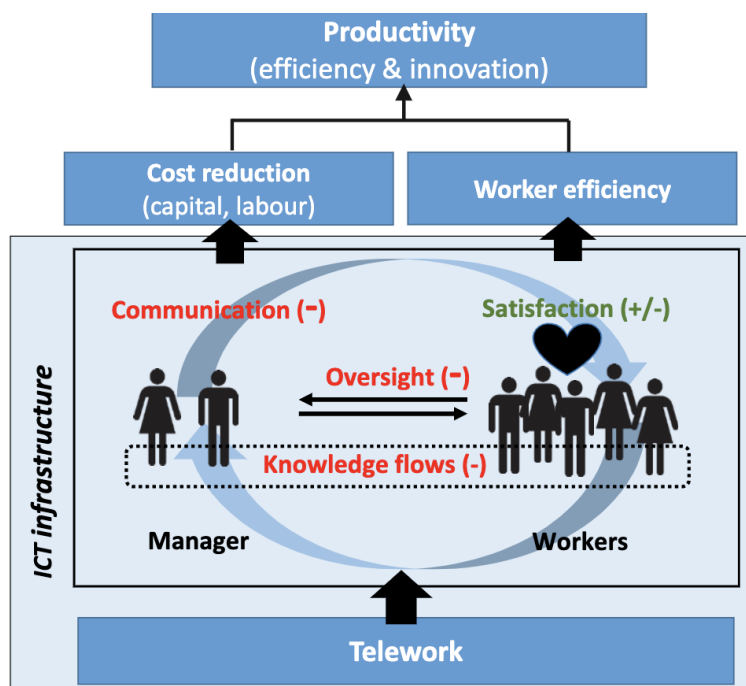 Productivity
(efficiency & innovation)
Cost reduction
(capital, labour)
Worker efficiency
Communication (-)
Satisfaction (+/-)
Oversight (-)
Knowledge flows (-)
Manager
Workers
ICT infrastructure
Telework